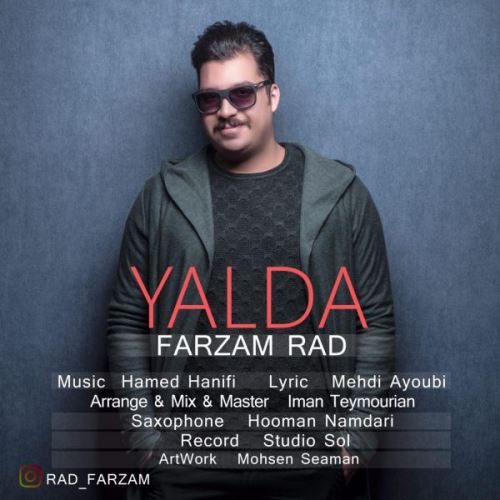 YALDA
FARZAM RAD
Music Hamed Hanifi Lyric Mehdi Ayoubi
Arrange & Mix & Master Iman Teymourian
Saxophone Hooman Namdari
Record Studio Sol
ArtWork Mohsen Seaman
RAD_FARZAM